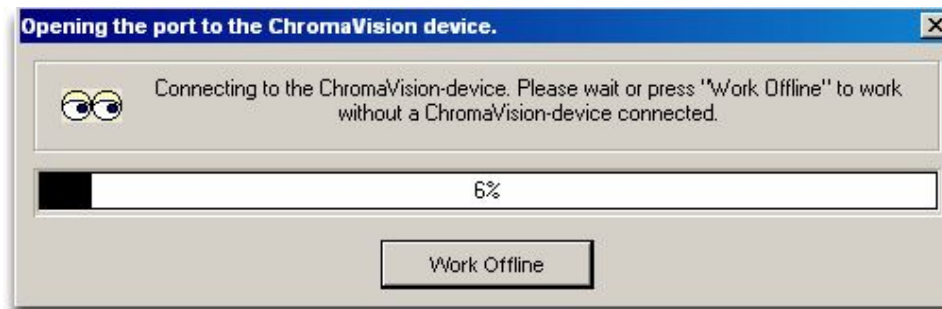 Opening the port to the ChromaVision device.
Connecting to the ChromaVision-device. Please wait or press "Work Offline" to work
without a ChromaVision-device connected.
6%
Work Offline